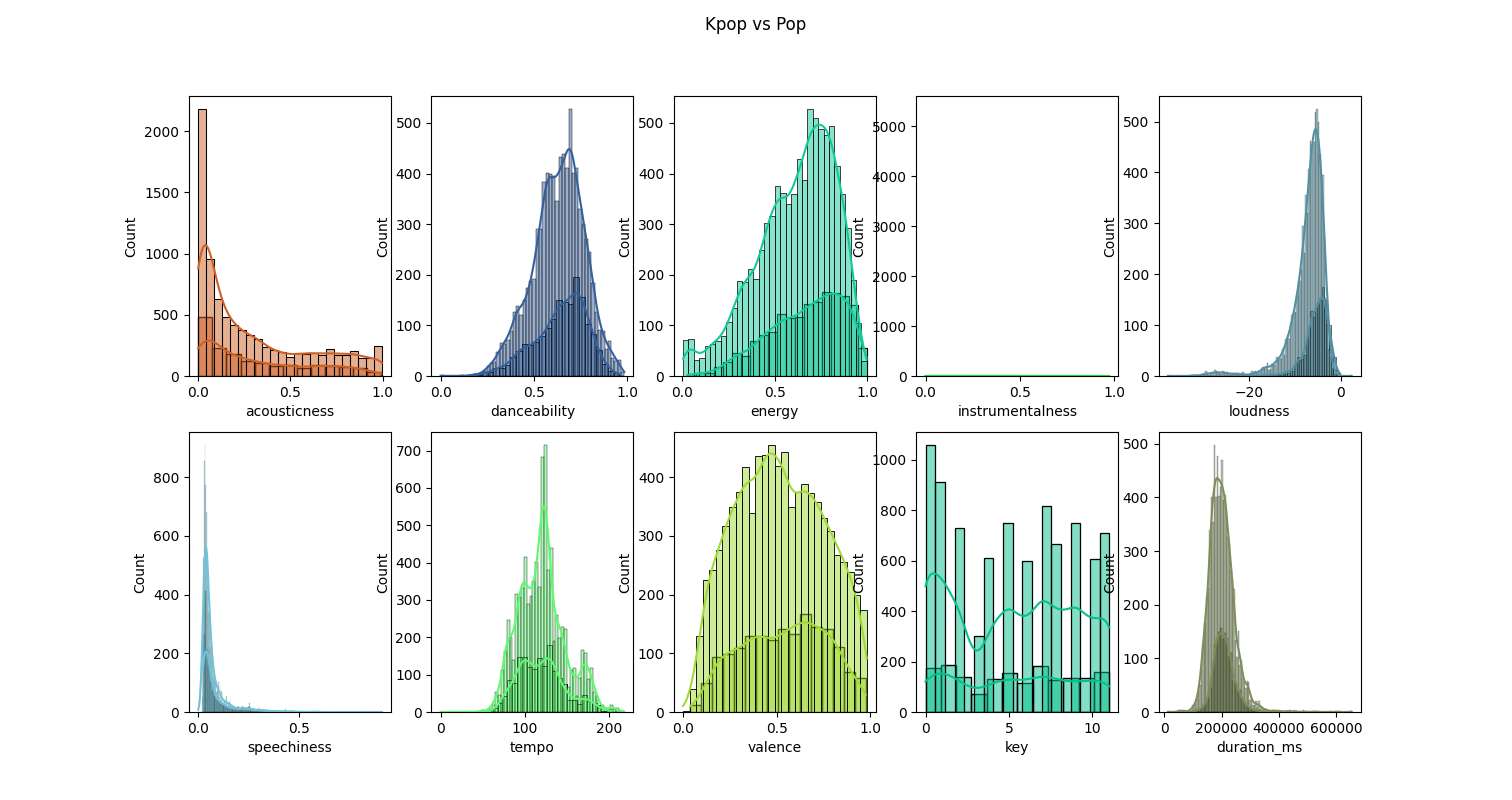 Kpop vs Pop
Count
2000
1500
1000
500
0
0.0 0.5 1.0
acousticness
Count
500
400
300
200
100
0
0.0 0.5 1.0
danceability
Count
500
400
300
200
100
0
0.0 0.5 1.0
energy
Count
5000
4000
3000
2000
1000
0
0.0 0.5 1.0
instrumentalness
Count
500
400
300
200
100
0
−20 0
loudness
Count
800
600
400
200
0
0.0 0.5
speechiness
Count
700
600
500
400
300
200
100
0
0 100 200
tempo
Count
400
300
200
100
0
0.0 0.5 1.0
valence
Count
1000
800
600
400
200
0
0 5 10
key
Count
500
400
300
200
100
0
0 200000 400000 600000
duration_ms